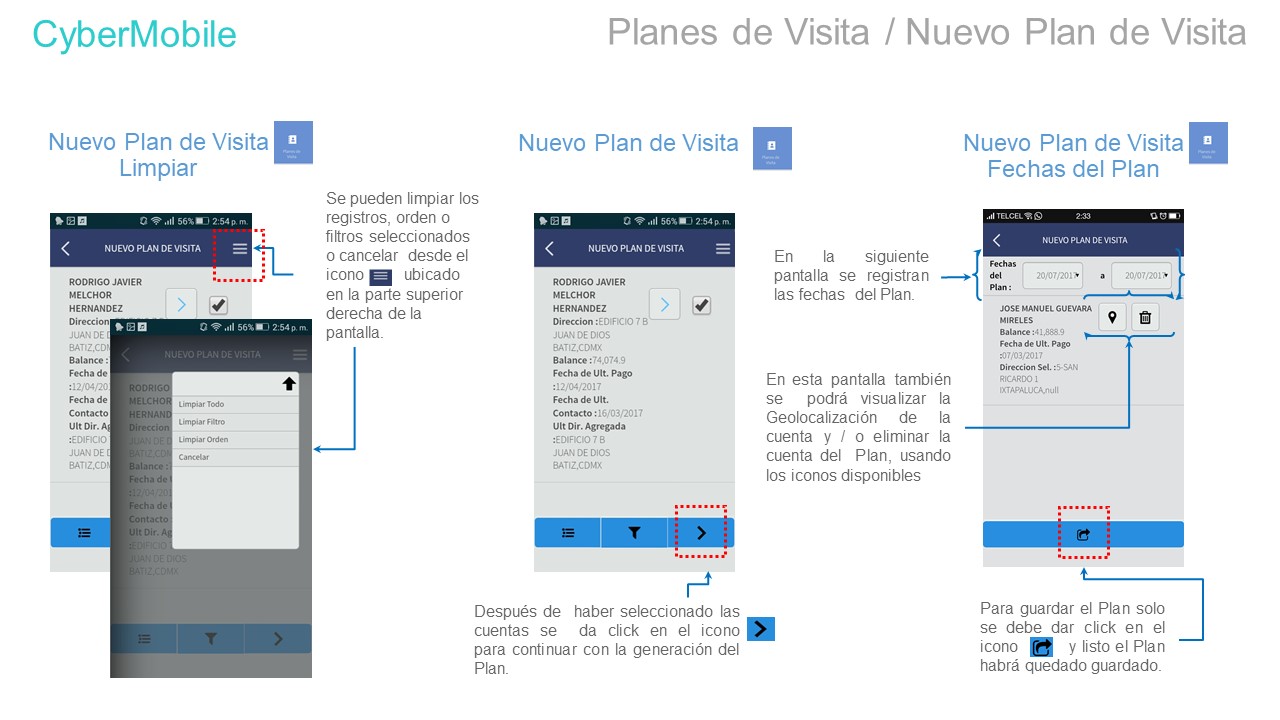 CyberMobile
Planes de Visita / Nuevo Plan de Visita
Nuevo Plan de Visita
Limpiar
Planes de
Visita
Se pueden limpiar los
registros, orden o
filtros seleccionados
o cancelar desde el
icono ubicado
en la parte superior
derecha de la
pantalla.
56% 2:54 p. m.
NUEVO PLAN DE VISITA
RODRIGO JAVIER
MELCHOR
HERNANDEZ
Direccion :EDIFICIO 7 B
JUAN DE DIOS
BATIZ,CDMX
Balance :
Fecha de
:12/04/20
Fecha de
Contacto
Ult Dir. Ag
:EDIFICIO
JUAN DE D
BATIZ,CDM
56% 2:54 p. m.
NUEVO PLAN DE VISITA
RODRIGO
MELCHOR
HERNAND
Direccion
JUAN DE D
BATIZ,CDM
Balance :
Fecha de
:12/04/20
Fecha de
Contacto
Ult Dir. Ag
:EDIFICIO 7 B
JUAN DE DIOS
BATIZ,CDMX
Limpiar Todo
Limpiar Filtro
Limpiar Orden
Cancelar
Nuevo Plan de Visita
Planes de
Visita
56% 2:54 p. m.
NUEVO PLAN DE VISITA
RODRIGO JAVIER
MELCHOR
HERNANDEZ
Direccion :EDIFICIO 7 B
JUAN DE DIOS
BATIZ,CDMX
Balance :74,074.9
Fecha de Ult. Pago
:12/04/2017
Fecha de Ult.
Contacto :16/03/2017
Ult Dir. Agregada
:EDIFICIO 7 B
JUAN DE DIOS
BATIZ,CDMX
Después de haber seleccionado las
cuentas se da click en el icono
para continuar con la generación del
Plan.
Nuevo Plan de Visita
Fechas del Plan
Planes de
Visita
En la siguiente
pantalla se registran
las fechas del Plan.
En esta pantalla también
se podrá visualizar la
Geolocalización de la
cuenta y / o eliminar la
cuenta del Plan, usando
los iconos disponibles
TELCEL 2:33
NUEVO PLAN DE VISITA
Fechas
del
Plan :
20/07/2017 a 20/07/2017
JOSE MANUEL GUEVARA
MIRELES
Balance :41,888.9
Fecha de Ult. Pago
:07/03/2017
Direccion Sel. :5-SAN
RICARDO 1
IXTAPALUCA,null
Para guardar el Plan solo
se debe dar click en el
icono y listo el Plan
habrá quedado guardado.